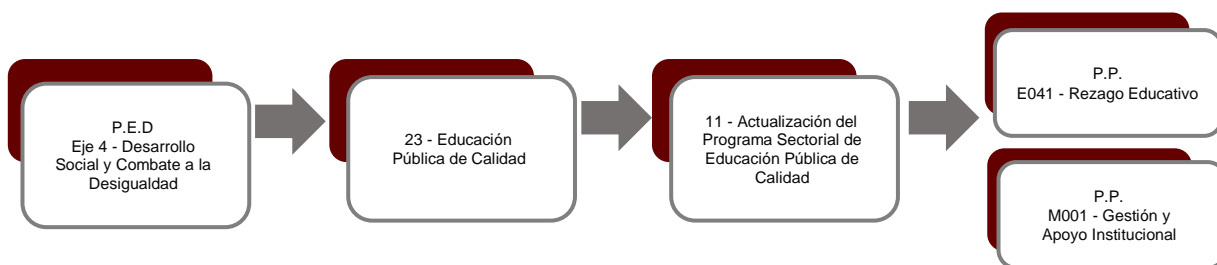 P.E.D
Eje 4 - Desarrollo
Social y Combate a la
Desigualdad
23 - Educación
Pública de Calidad
11 - Actualización del
Programa Sectorial de
Educación Pública de
Calidad
P.P.
E041 - Rezago Educativo
P.P.
M001 - Gestión y
Apoyo Institucional